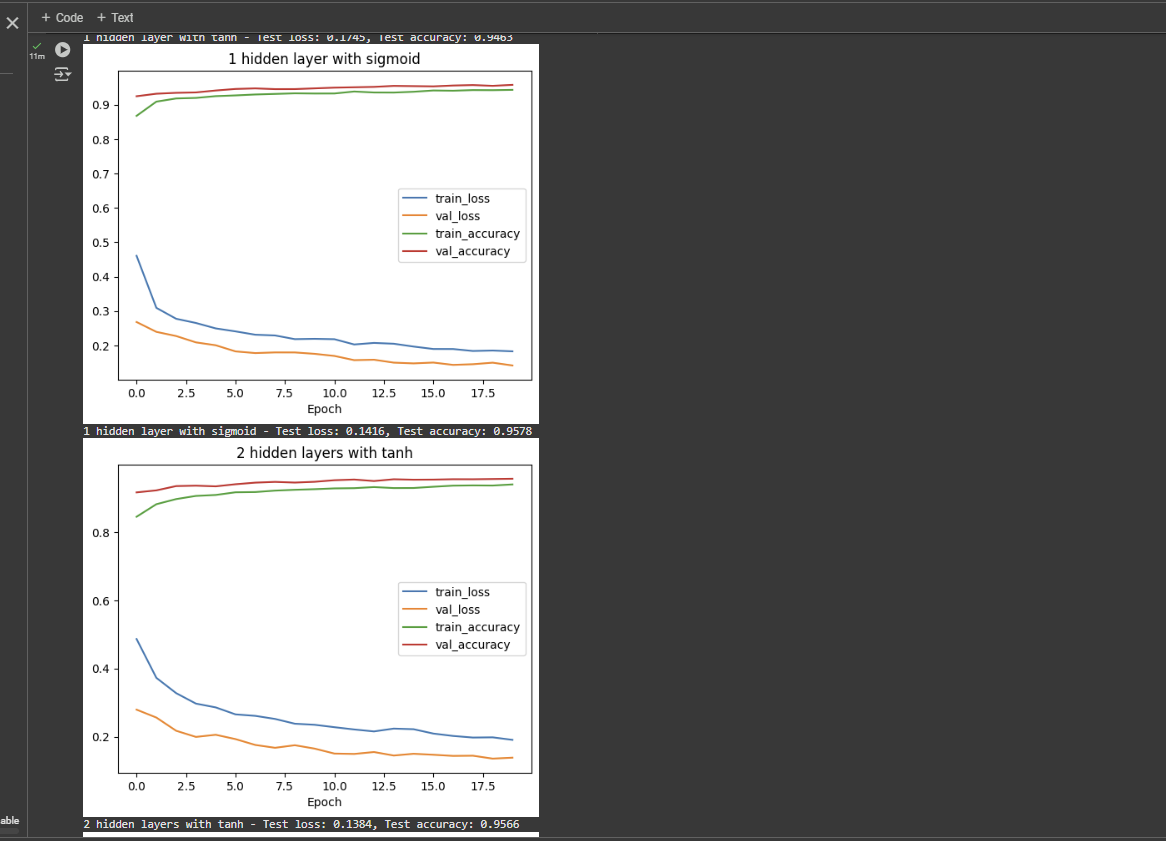 + Code + Text
1 hidden layer with tanh - Test loss: 0.1745, Test accuracy: 0.9463
11m
1 hidden layer with sigmoid
0.9
0.8
0.7
0.6
0.5
0.4
0.3
0.2
train_loss
val_loss
train_accuracy
val_accuracy
0.0 2.5 5.0 7.5 10.0 12.5 15.0 17.5
Epoch
1 hidden layer with sigmoid - Test loss: 0.1416, Test accuracy: 0.9578
2 hidden layers with tanh
0.8
0.6
0.4
0.2
train_loss
val_loss
train_accuracy
val_accuracy
0.0 2.5 5.0 7.5 10.0 12.5 15.0 17.5
Epoch
able
2 hidden layers with tanh - Test loss: 0.1384, Test accuracy: 0.9566